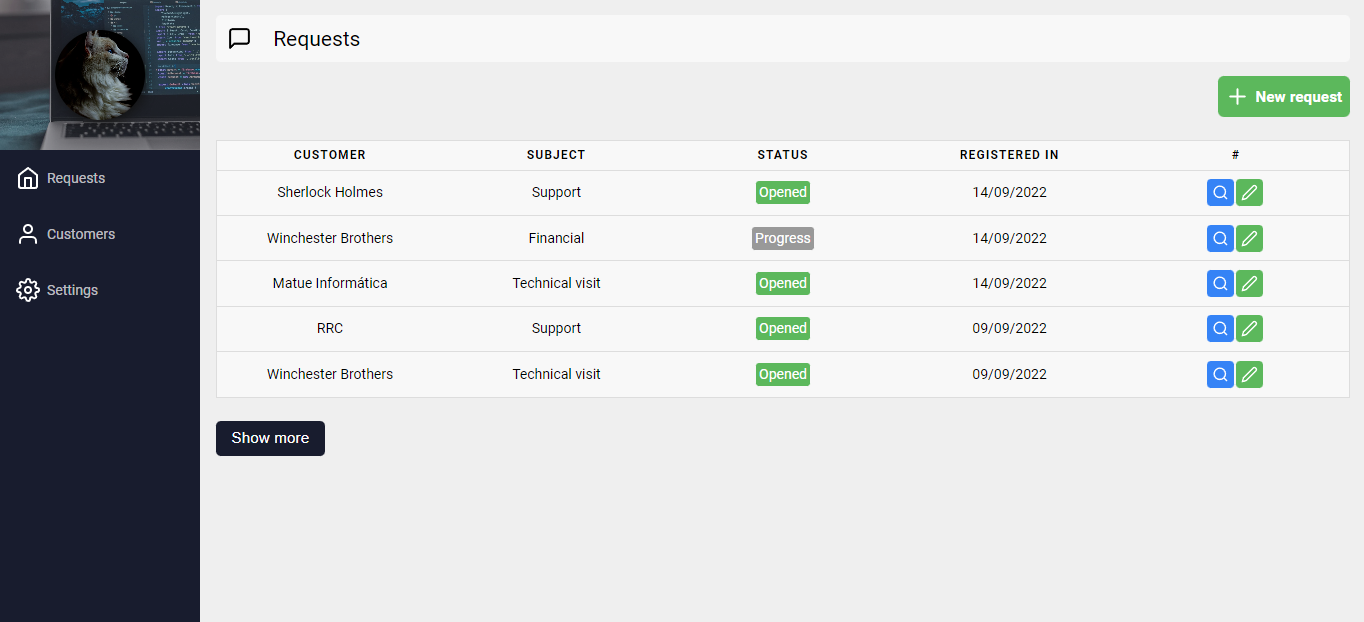 Requests
Customers
Settings
Requests
New request
CUSTOMER SUBJECT STATUS REGISTERED IN #
Sherlock Holmes Support Opened 14/09/2022
Winchester Brothers Financial Progress 14/09/2022
Matue Informática Technical visit Opened 14/09/2022
RRC Support Opened 09/09/2022
Winchester Brothers Technical visit Opened 09/09/2022
Show more